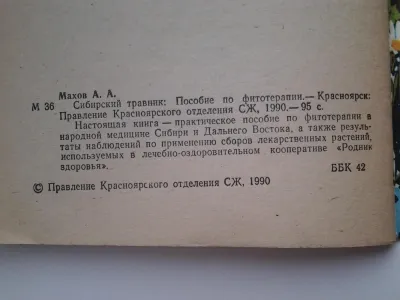 Махов А. А.
М 36 Сибирский травник: Пособие по фитотерапии.—Красноярск:
Правление Красноярского отделения СЖ, 1990.—95 с.
Настоящая книга—практическое пособие по фитотерапии в
народной медицине Сибири и Дальнего Востока, а также резуль-
таты наблюдений по применению сборов лекарственных растений,
используемых в лечебно-оздоровительном кооперативе «Родник
здоровья».
ББК 42
© Правление Красноярского отделения СЖ, 1990